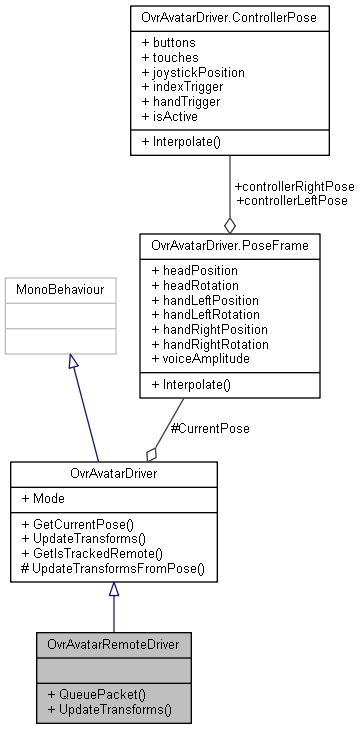 OvrAvatarDriver.ControllerPose
+ buttons
+ touches
+ joystickPosition
+ indexTrigger
+ handTrigger
+ isActive
+ Interpolate()
+controllerRightPose
+controllerLeftPose
OvrAvatarDriver.PoseFrame
+ headPosition
+ headRotation
+ handLeftPosition
+ handLeftRotation
+ handRightPosition
+ handRightRotation
+ voiceAmplitude
+ Interpolate()
MonoBehaviour
#CurrentPose
OvrAvatarDriver
+ Mode
+ GetCurrentPose()
+ UpdateTransforms()
+ GetIsTrackedRemote()
# UpdateTransformsFromPose()
OvrAvatarRemoteDriver
+ QueuePacket()
+ UpdateTransforms()